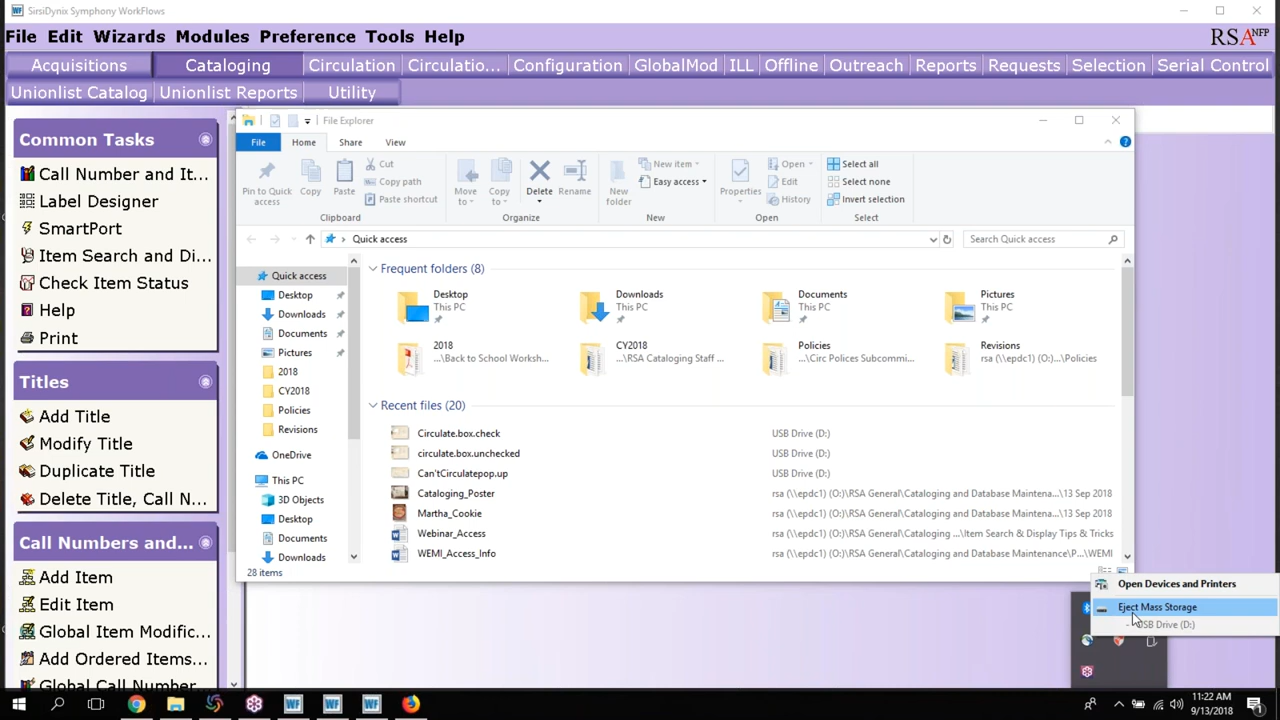 SirsiDynix Symphony WorkFlows
File Edit Wizards Modules Preference Tools Help
RSA NFP
Acquisitions Cataloging Circulation Circulatio... Configuration GlobalMod ILL Offline Outreach Reports Requests Selection Serial Control
Unionlist Catalog Unionlist Reports Utility
Common Tasks
Call Number and It...
Label Designer
SmartPort
Item Search and Di...
Check Item Status
Help
Print
Titles
Add Title
Modify Title
Duplicate Title
Delete Title, Call N...
Call Numbers and...
Add Item
Edit Item
Global Item Modific...
Add Ordered Items...
Global Call Number...
File Explorer
File Home Share View
Pin to Quick access
Copy
Paste
Cut
Copy path
Paste shortcut
Clipboard
Move to
Copy to
Delete
Rename
Organize
New folder
New item
Easy access
New
Properties
Open
Edit
History
Open
Select all
Select none
Invert selection
Select
Quick access
Search Quick access
Quick access
Desktop
Downloads
Documents
Pictures
2018
CY2018
Policies
Revisions
OneDrive
This PC
3D Objects
Desktop
Documents
Downloads
Frequent folders (8)
Desktop
This PC
Downloads
This PC
Documents
This PC
Pictures
This PC
2018
...\Back to School Worksh...
CY2018
...\RSA Cataloging Staff ...
Policies
...\Circ Polices Subcommi...
Revisions
rsa (\\epdc1) (O:)...\Policies
Recent files (20)
Circulate.box.check USB Drive (D:)
circulate.box.unchecked USB Drive (D:)
Can'tCirculatepop.up USB Drive (D:)
Cataloging_Poster rsa (\\epdc1) (O:)\RSA General\Cataloging and Database Maintena...\13 Sep 2018
Martha_Cookie rsa (\\epdc1) (O:)\RSA General\Cataloging and Database Maintena...\13 Sep 2018
Webinar_Access rsa (\\epdc1) (O:)\RSA General\Cataloging ...\Item Search & Display Tips & Tricks
WEMI_Access_Info rsa (\\epdc1) (O:)\RSA General\Cataloging and Database Maintenance\P...\WEMI
28 items
Open Devices and Printers
Eject Mass Storage
- USB Drive (D:)
11:22 AM
9/13/2018
1